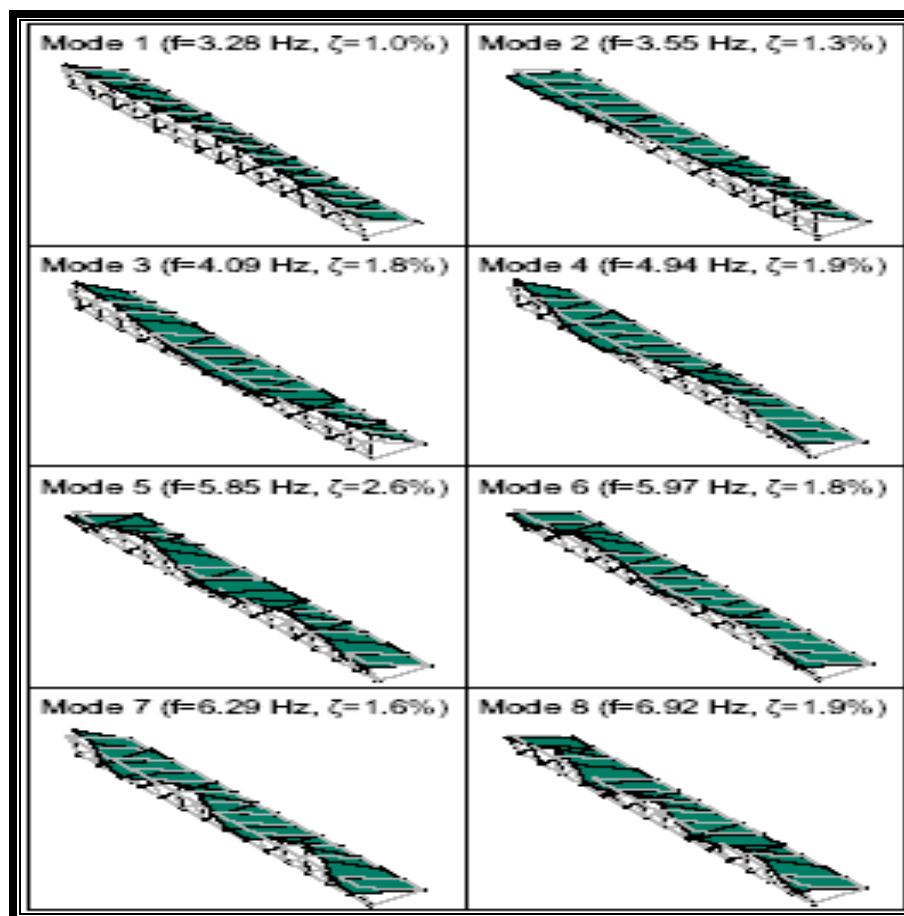 Mode 1 (f=3.28 Hz, ζ=1.0%)
Mode 2 (f=3.55 Hz, ζ=1.3%)
Mode 3 (f=4.09 Hz, ζ=1.8%)
Mode 4 (f=4.94 Hz, ζ=1.9%)
Mode 5 (f=5.85 Hz, ζ=2.6%)
Mode 6 (f=5.97 Hz, ζ=1.8%)
Mode 7 (f=6.29 Hz, ζ=1.6%)
Mode 8 (f=6.92 Hz, ζ=1.9%)